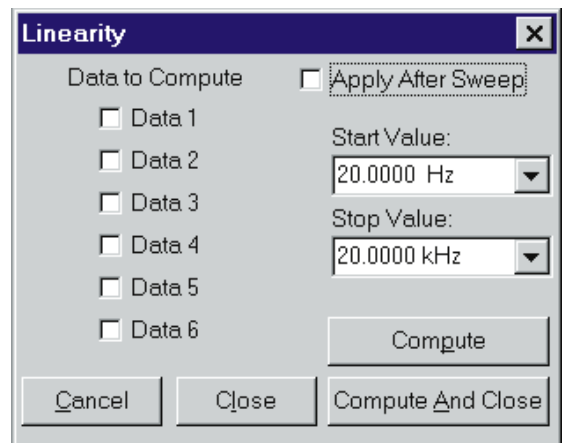 Linearity
Data to Compute
Apply After Sweep
Data 1
Data 2
Data 3
Data 4
Data 5
Data 6
Start Value:
20.0000 Hz
Stop Value:
20.0000 kHz
Compute
Cancel
Close
Compute And Close